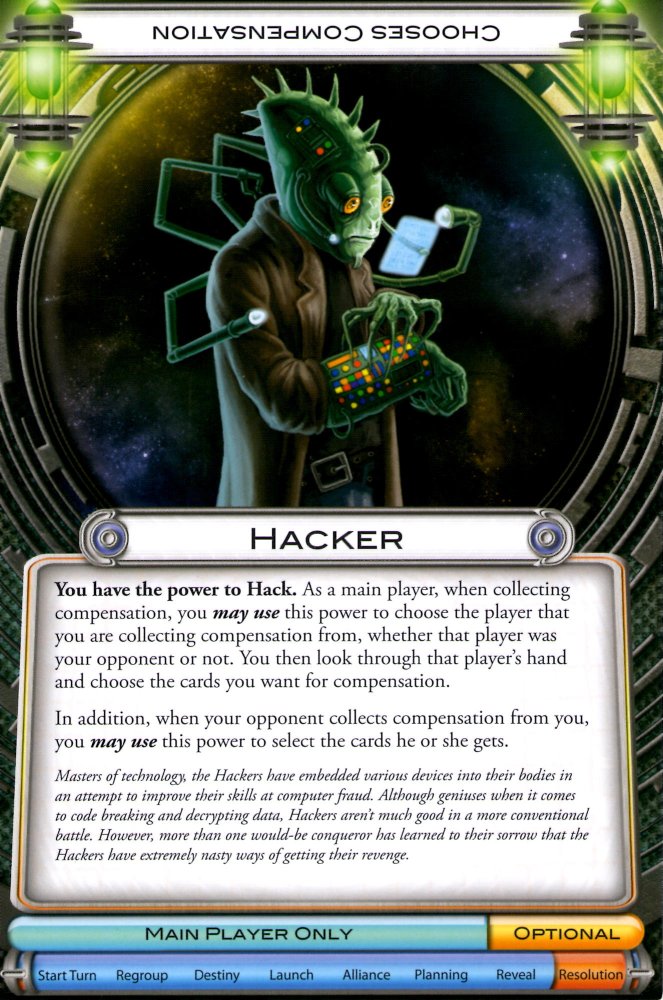 Chooses Compensation
Hacker
You have the power to Hack. As a main player, when collecting
compensation, you may use this power to choose the player that
you are collecting compensation from, whether that player was
your opponent or not. You then look through that player's hand
and choose the cards you want for compensation.
In addition, when your opponent collects compensation from you,
you may use this power to select the cards he or she gets.
Masters of technology, the Hackers have embedded various devices into their bodies in
an attempt to improve their skills at computer fraud. Although geniuses when it comes
to code breaking and decrypting data, Hackers aren't much good in a more conventional
battle. However, more than one would-be conqueror has learned to their sorrow that the
Hackers have extremely nasty ways of getting their revenge.
Main Player Only Optional
Start Turn Regroup Destiny Launch Alliance Planning Reveal Resolution